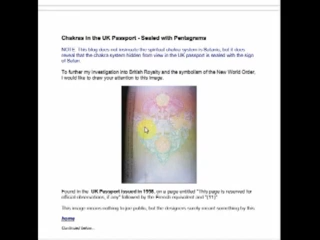 Chakras in the UK Passport - Sealed with Pentagrams
NOTE: This blog does not insinuate the spiritual chakra system is Satanic, but it does
reveal that the chakra system hidden from view in the UK passport is sealed with the sign
of Satan.
To further my investigation into British Royalty and the symbolism of the New World Order,
I would like to draw your attention to this image.
Found in the UK Passport issued in 1998, on a page entitled "This page is reserved for
official observations, if any" followed by the French equivalent and "(11)"
This image means nothing to joe public, but the designers surely meant something by this.
home
Continued below...